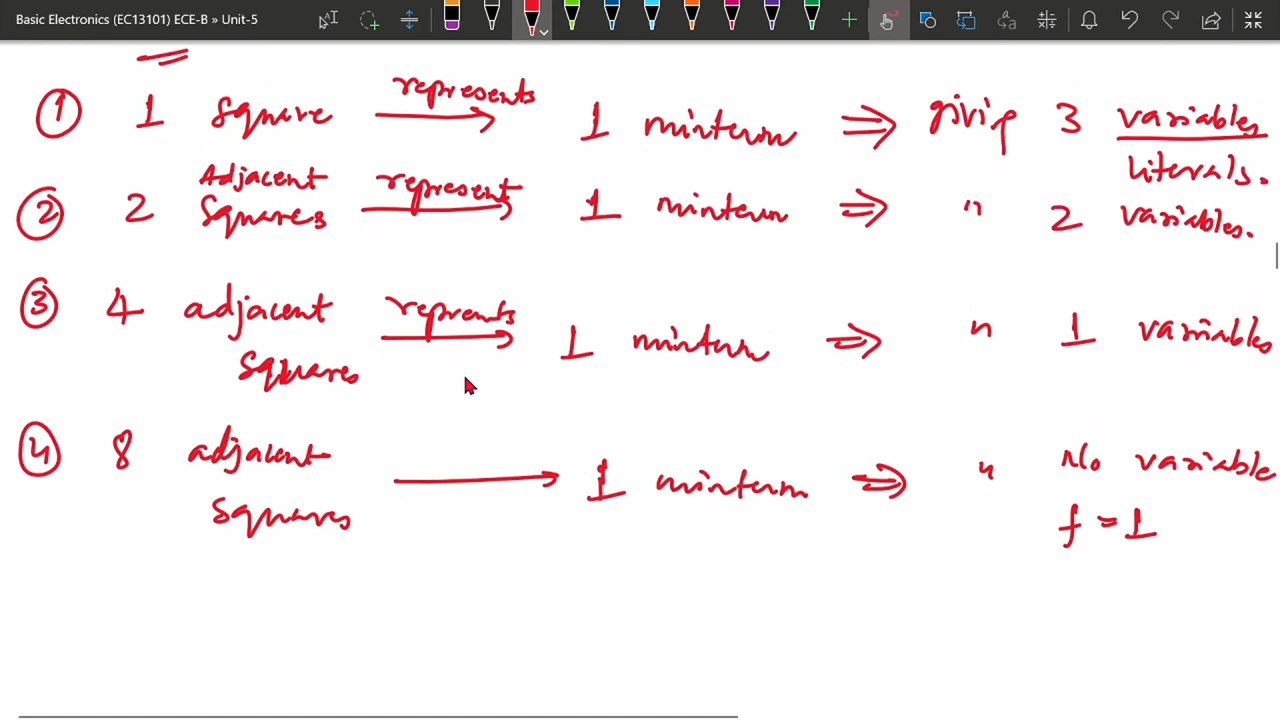 Basic Electronics (EC13101) ECE-B » Unit-5
① 1 square represents 1 minterm ⇒ giving 3 variables
literals.
② 2 Adjacent squares represent 1 minterm ⇒ " 2 variables.
③ 4 adjacent squares reprents 1 minterm ⇒ " 1 variables
④ 8 adjacent squares → 1 minterm ⇒ " No variable
f = 1